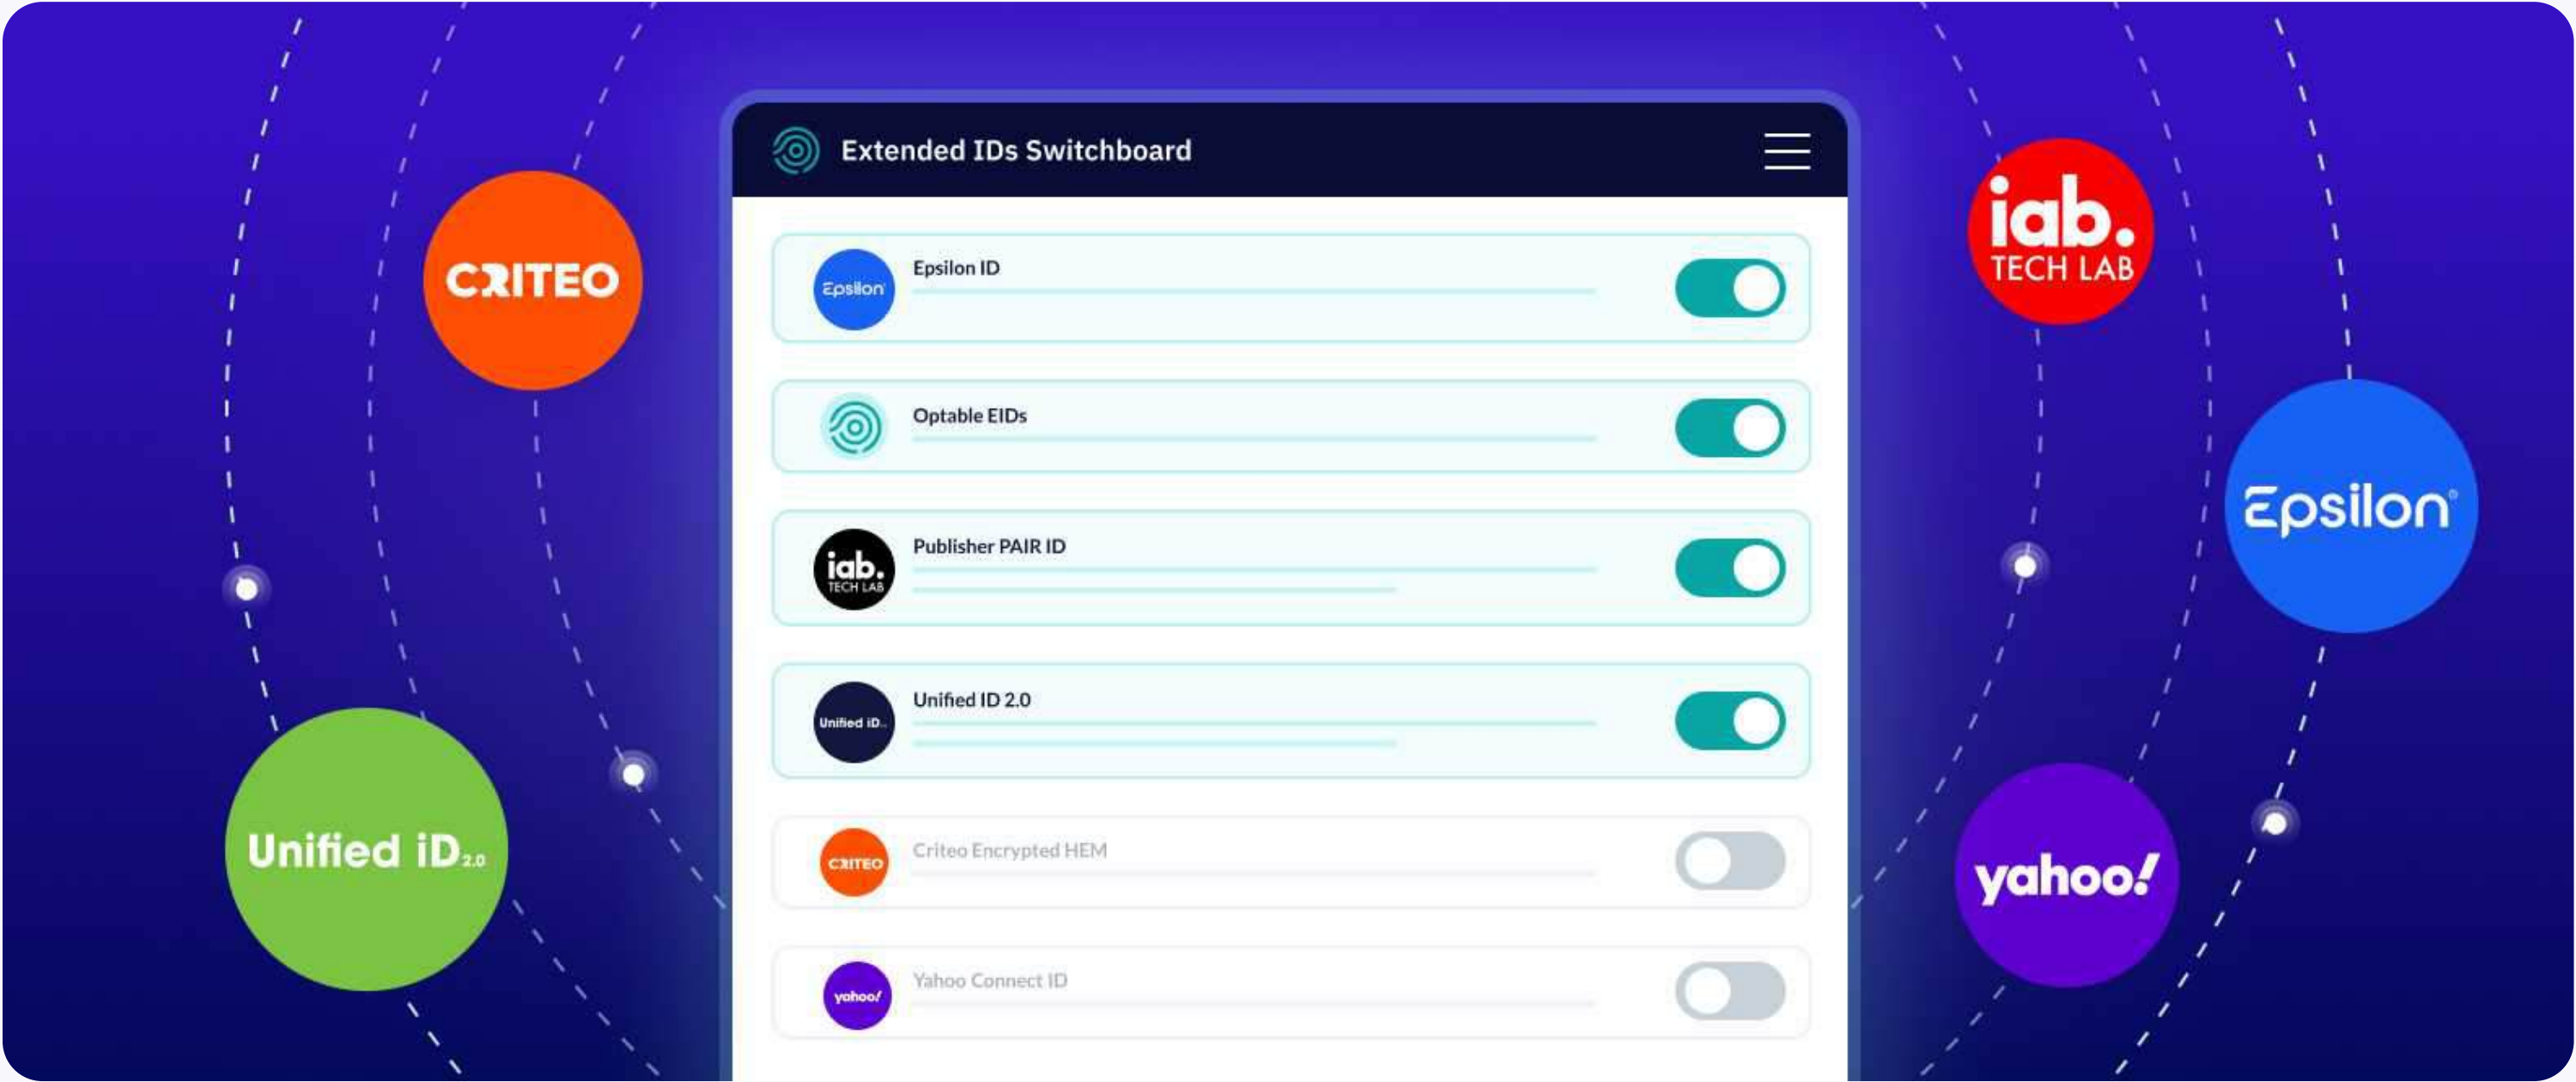 CRITEO
Unified iD 2.0
Extended IDs Switchboard
Epsilon
Epsilon ID
Optable EIDs
iab.
TECH LAB
Publisher PAIR ID
Unified iD
Unified ID 2.0
CRITEO
Criteo Encrypted HEM
yahoo!
Yahoo Connect ID
iab.
TECH LAB
Epsilon®
yahoo!